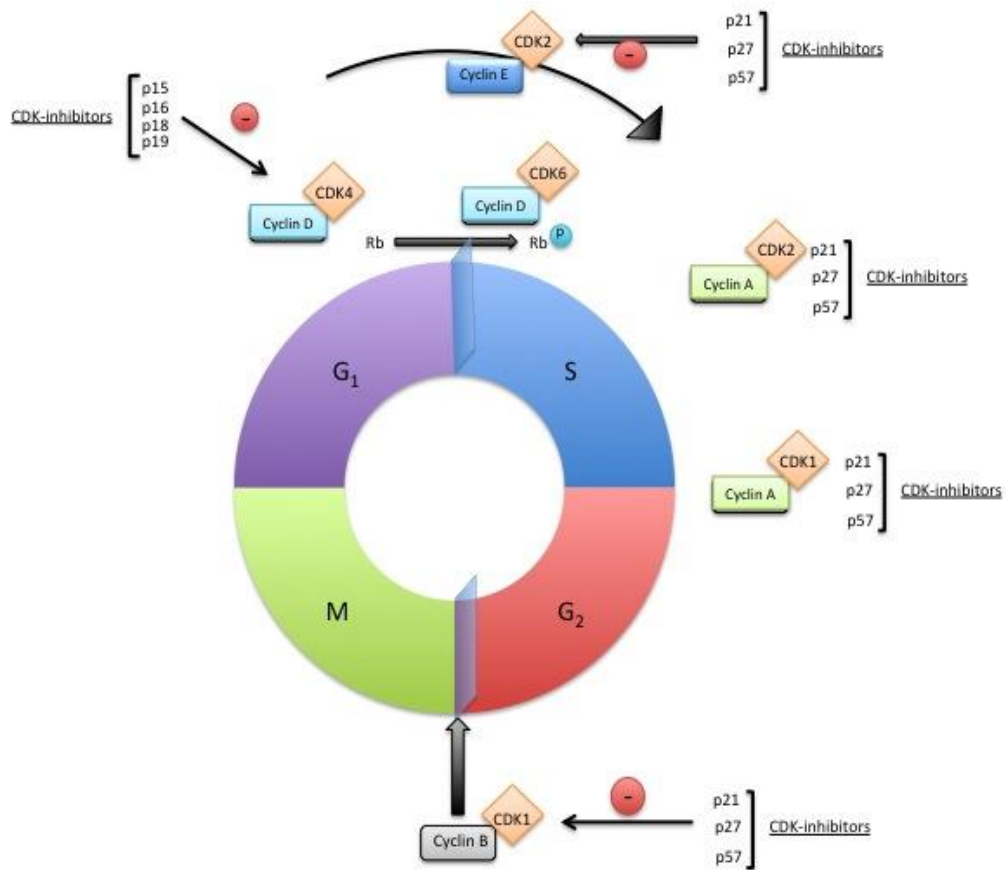 CDK2
Cyclin E
−
p21
p27
p57
CDK-inhibitors
CDK-inhibitors
p15
p16
p18
p19
−
CDK4
Cyclin D
CDK6
Cyclin D
Rb
Rb P
CDK2
Cyclin A
p21
p27
p57
CDK-inhibitors
G₁
S
CDK1
Cyclin A
p21
p27
p57
CDK-inhibitors
M
G₂
CDK1
Cyclin B
−
p21
p27
p57
CDK-inhibitors